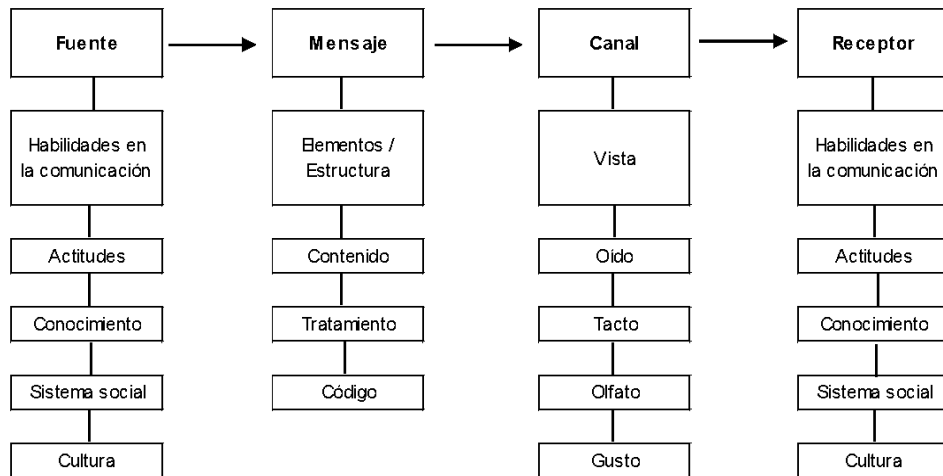 Fuente
Mensaje
Canal
Receptor
Habilidades en
la comunicación
Elementos /
Estructura
Vista
Habilidades en
la comunicación
Actitudes
Contenido
Oído
Actitudes
Conocimiento
Tratamiento
Tacto
Conocimiento
Sistema social
Código
Olfato
Sistema social
Cultura
Gusto
Cultura